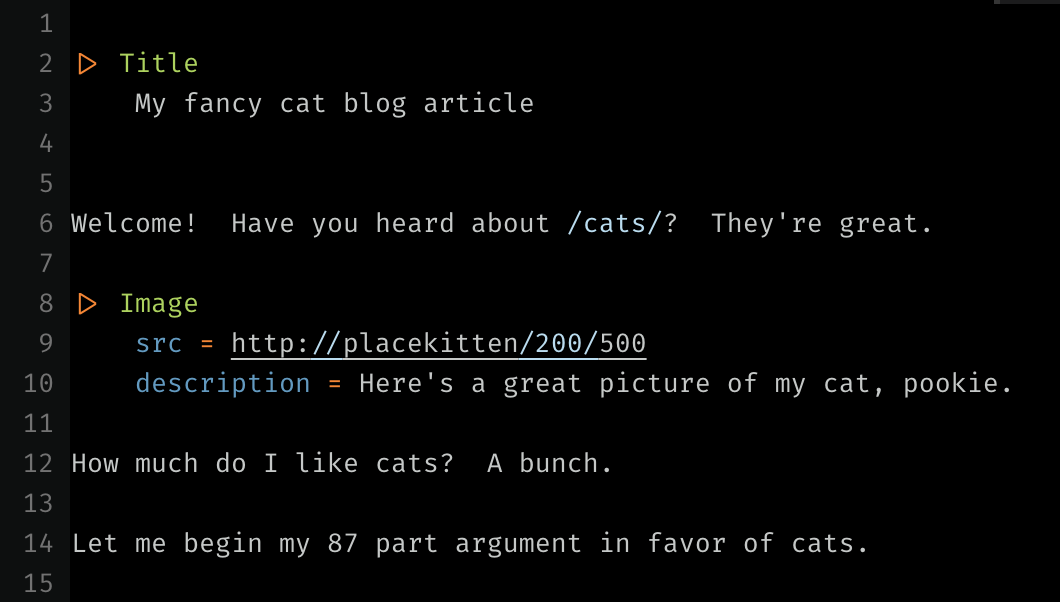 1
2 |> Title
3 My fancy cat blog article
4
5
6 Welcome!  Have you heard about /cats/?  They're great.
7
8 |> Image
9 src = http://placekitten/200/500
10 description = Here's a great picture of my cat, pookie.
11
12 How much do I like cats?  A bunch.
13
14 Let me begin my 87 part argument in favor of cats.
15